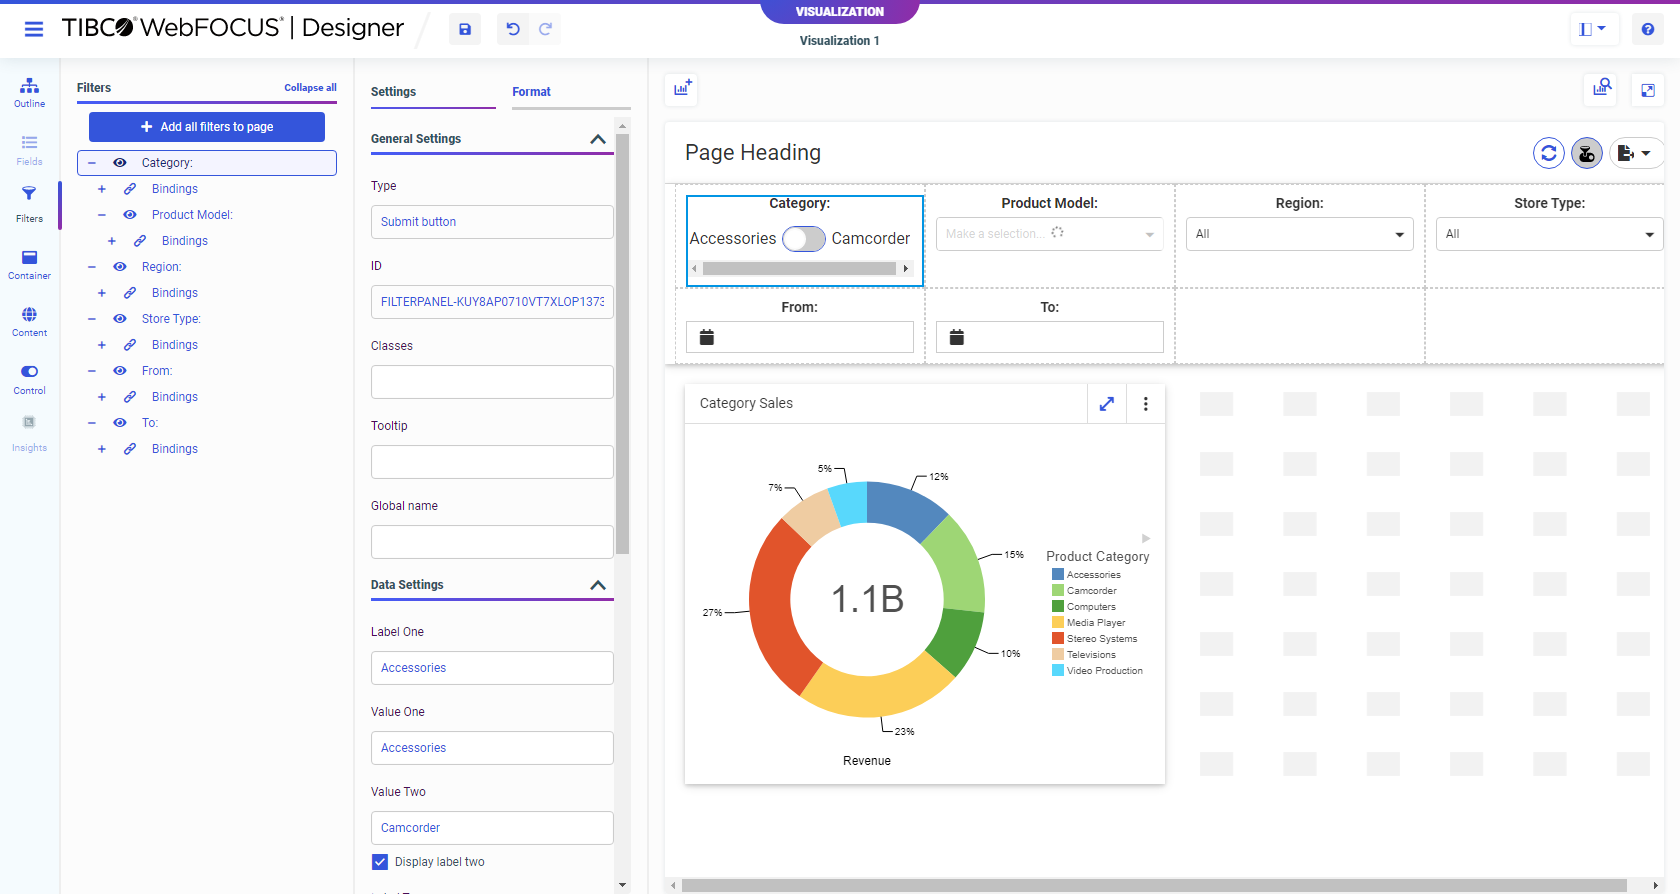 VISUALIZATION
TIBCO® WebFOCUS® | Designer
Visualization 1
Outline
Fields
Filters
Container
Content
Control
Insights
Filters
Collapse all
Add all filters to page
Category:
Bindings
Product Model:
Bindings
Region:
Bindings
Store Type:
Bindings
From:
Bindings
To:
Bindings
Settings
Format
General Settings
Type
Submit button
ID
FILTERPANEL-KUY8AP0710VT7XLOP1373
Classes
Tooltip
Global name
Data Settings
Label One
Accessories
Value One
Accessories
Value Two
Camcorder
Display label two
Page Heading
Category:
Accessories
Camcorder
Product Model:
Make a selection...
Region:
All
Store Type:
All
From:
To:
Category Sales
5%
12%
7%
15%
27%
10%
23%
1.1B
Revenue
Product Category
Accessories
Camcorder
Computers
Media Player
Stereo Systems
Televisions
Video Production